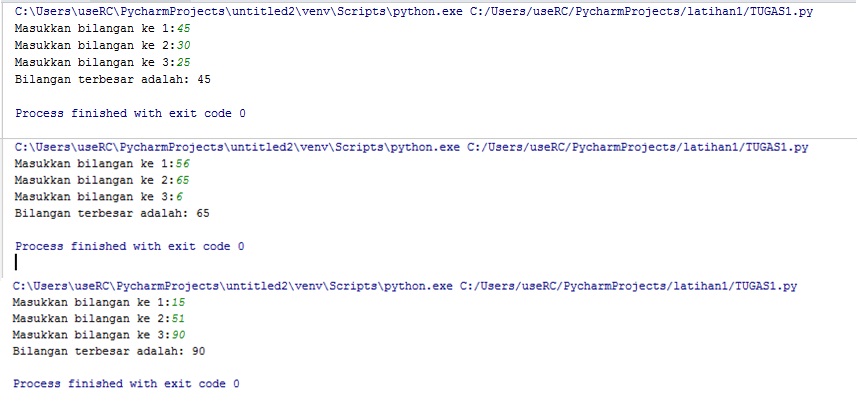 C:\Users\useRC\PycharmProjects\untitled2\venv\Scripts\python.exe C:/Users/useRC/PycharmProjects/latihan1/TUGAS1.py
Masukkan bilangan ke 1:45
Masukkan bilangan ke 2:30
Masukkan bilangan ke 3:25
Bilangan terbesar adalah: 45
Process finished with exit code 0
C:\Users\useRC\PycharmProjects\untitled2\venv\Scripts\python.exe C:/Users/useRC/PycharmProjects/latihan1/TUGAS1.py
Masukkan bilangan ke 1:56
Masukkan bilangan ke 2:65
Masukkan bilangan ke 3:6
Bilangan terbesar adalah: 65
Process finished with exit code 0
C:\Users\useRC\PycharmProjects\untitled2\venv\Scripts\python.exe C:/Users/useRC/PycharmProjects/latihan1/TUGAS1.py
Masukkan bilangan ke 1:15
Masukkan bilangan ke 2:51
Masukkan bilangan ke 3:90
Bilangan terbesar adalah: 90
Process finished with exit code 0